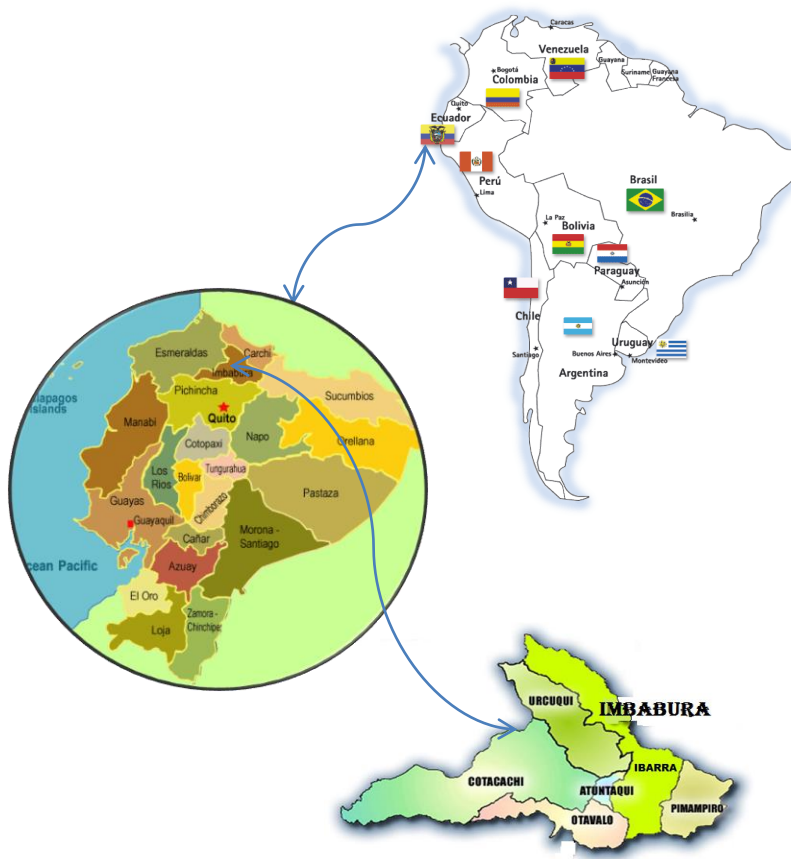 Caracas
Venezuela
Guayana
Suriname
Guayana
Francesa
Bogotá
Colombia
Quito
Ecuador
Perú
Lima
Brasil
Brasilia
La Paz
Bolivia
Paraguay
Asunción
Chile
Santiago
Buenos Aires
Uruguay
Montevideo
Argentina
Esmeraldas
Carchi
Imbabura
Pichincha
Sucumbios
lapagos
Islands
Quito
Manabi
Cotopaxi
Napo
Orellana
Los
Rios
Bolivar
Tungurahua
Pastaza
Guayas
Guayaquil
Chimborazo
Morona -
Santiago
Cañar
cean Pacific
Azuay
El Oro
Zamora -
Chinchipe
Loja
URCUQUI
IMBABURA
IBARRA
COTACACHI
ATUNTAQUI
PIMAMPIRO
OTAVALO